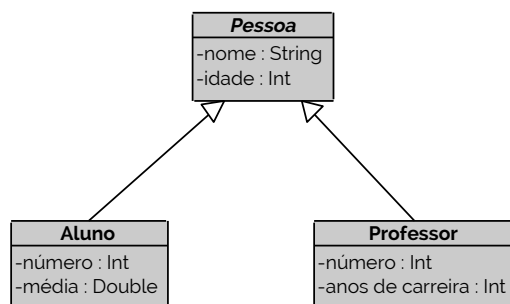 Pessoa
-nome : String
-idade : Int
Aluno
-número : Int
-média : Double
Professor
-número : Int
-anos de carreira : Int